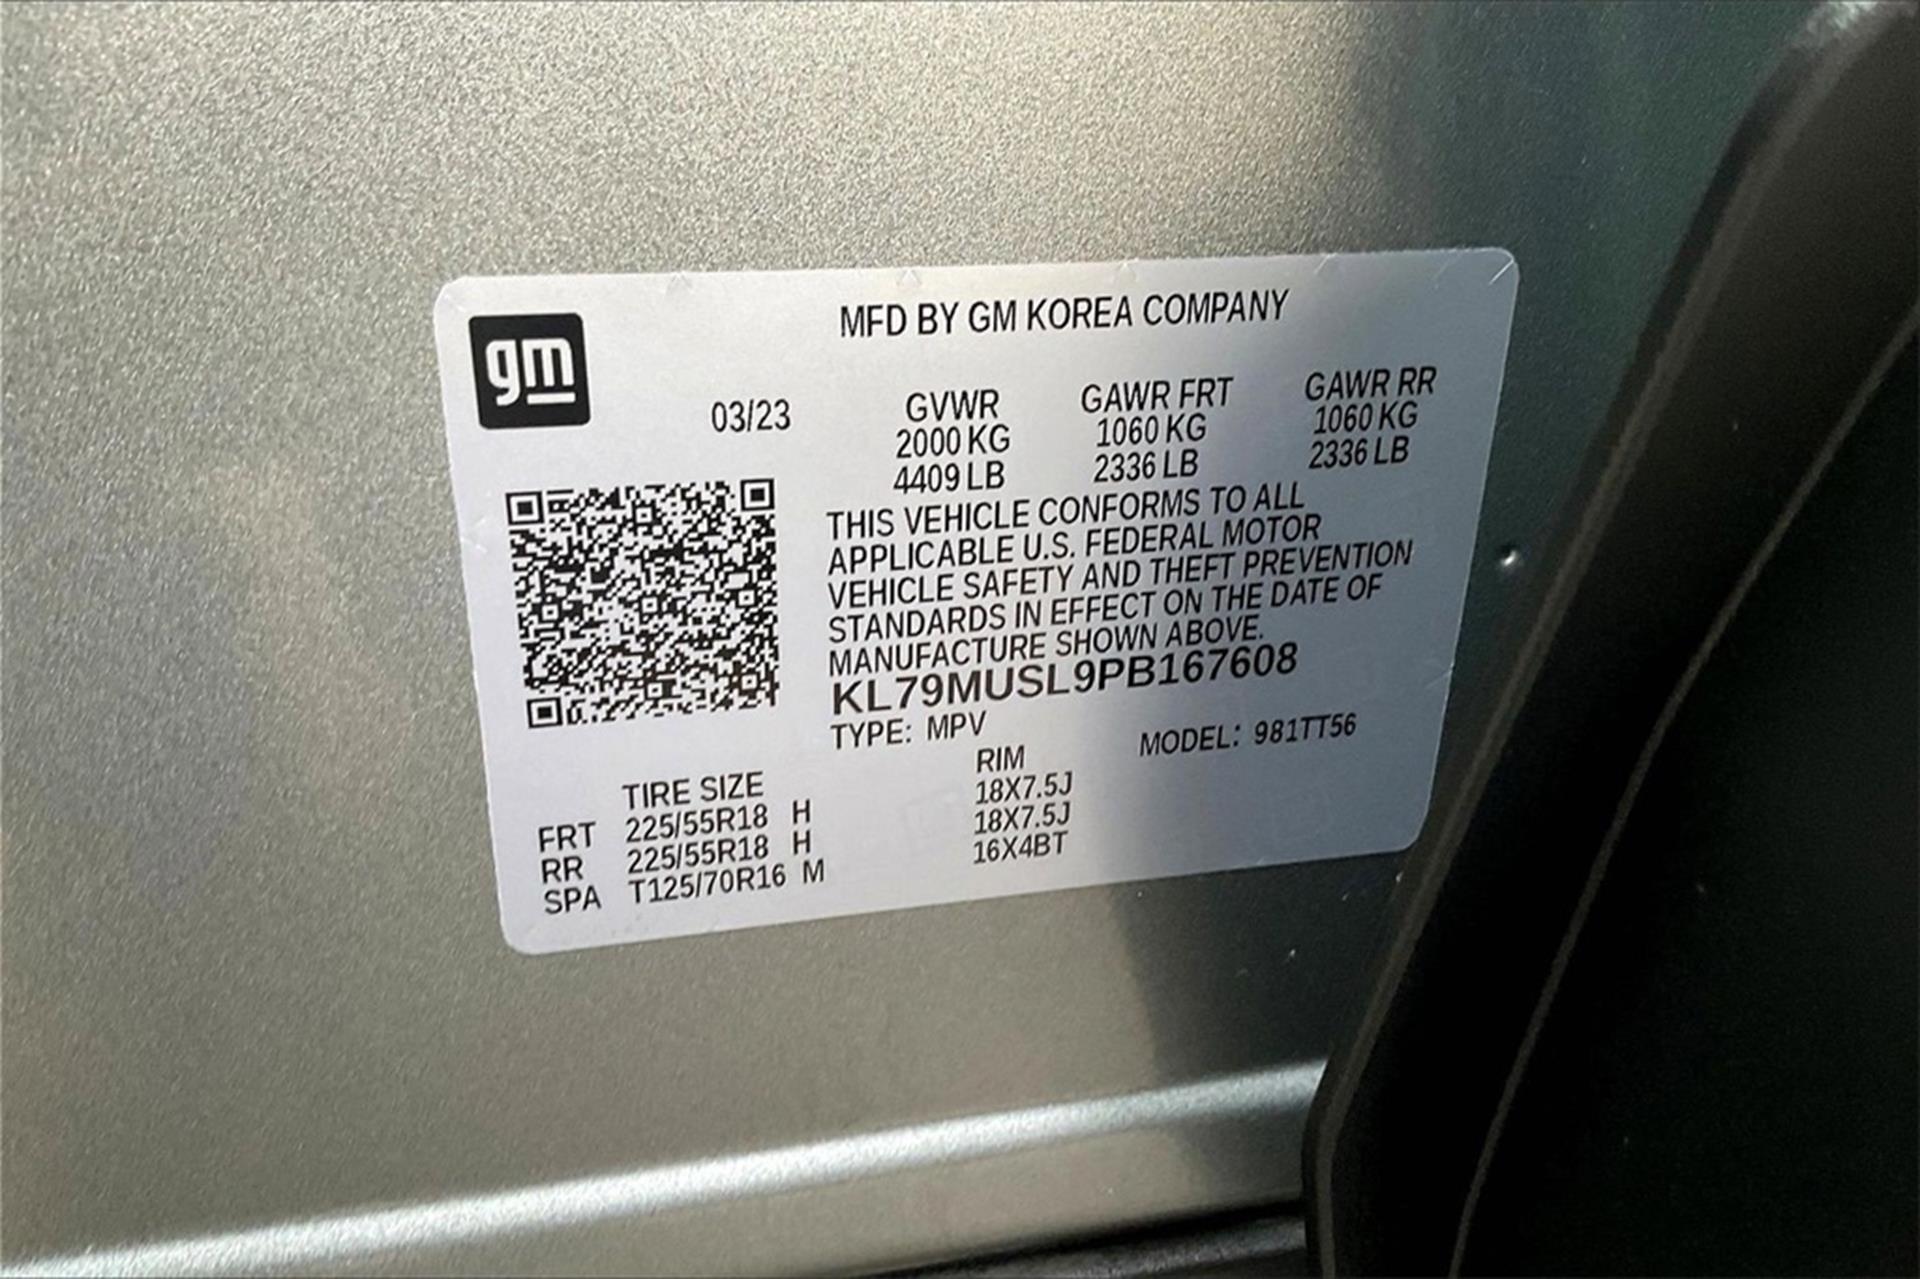 gm
MFD BY GM KOREA COMPANY
03/23 GVWR GAWR FRT GAWR RR
2000 KG 1060 KG 1060 KG
4409 LB 2336 LB 2336 LB
THIS VEHICLE CONFORMS TO ALL
APPLICABLE U.S. FEDERAL MOTOR
VEHICLE SAFETY AND THEFT PREVENTION
STANDARDS IN EFFECT ON THE DATE OF
MANUFACTURE SHOWN ABOVE.
KL79MUSL9PB167608
TYPE: MPV MODEL: 981TT56
TIRE SIZE RIM
FRT 225/55R18 H 18X7.5J
RR 225/55R18 H 18X7.5J
SPA T125/70R16 M 16X4BT